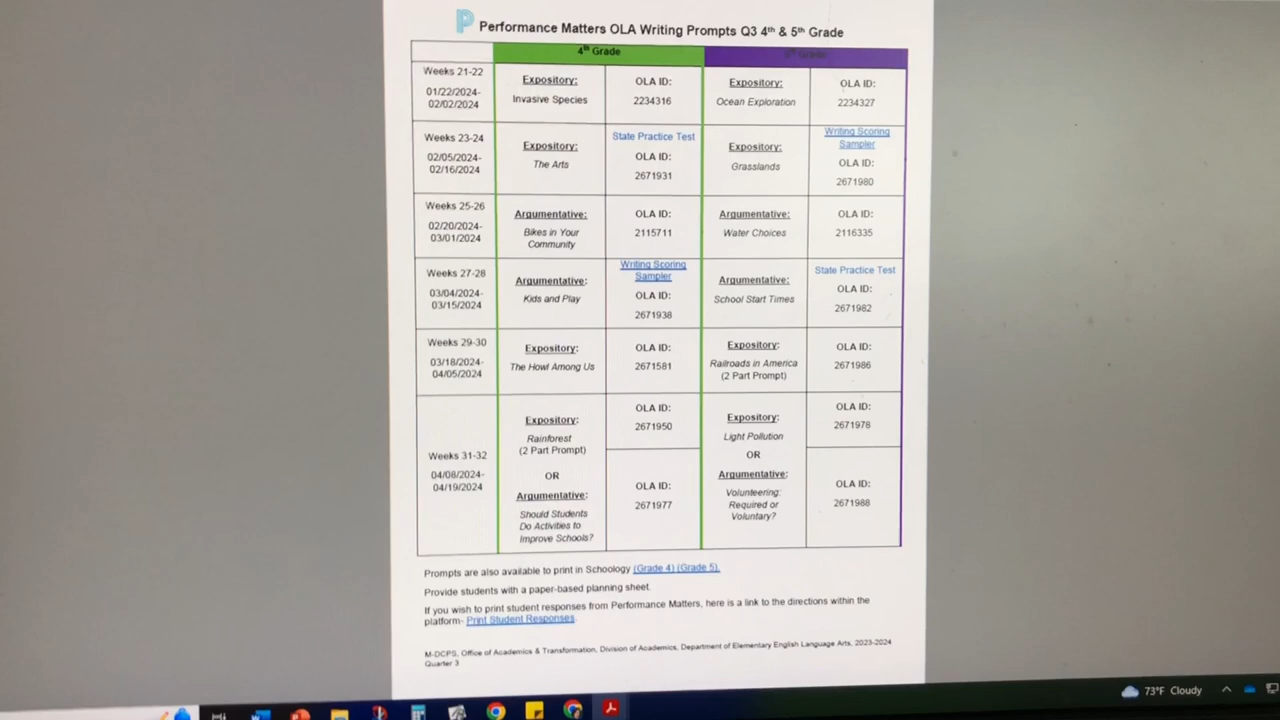 Performance Matters OLA Writing Prompts Q3 4th & 5th Grade
4th Grade
5th Grade
Weeks 21-22
01/22/2024-
02/02/2024
Expository:
Invasive Species
OLA ID:
2234316
Expository:
Ocean Exploration
OLA ID:
2234327
Weeks 23-24
02/05/2024-
02/16/2024
Expository:
The Arts
State Practice Test
OLA ID:
2671931
Expository:
Grasslands
Writing Scoring
Sampler
OLA ID:
2671980
Weeks 25-26
02/20/2024-
03/01/2024
Argumentative:
Bikes in Your
Community
OLA ID:
2115711
Argumentative:
Water Choices
OLA ID:
2116335
Weeks 27-28
03/04/2024-
03/15/2024
Argumentative:
Kids and Play
Writing Scoring
Sampler
OLA ID:
2671938
Argumentative:
School Start Times
State Practice Test
OLA ID:
2671982
Weeks 29-30
03/18/2024-
04/05/2024
Expository:
The Howl Among Us
OLA ID:
2671581
Expository:
Railroads in America
(2 Part Prompt)
OLA ID:
2671986
Weeks 31-32
04/08/2024-
04/19/2024
Expository:
Rainforest
(2 Part Prompt)
OR
Argumentative:
Should Students
Do Activities to
Improve Schools?
OLA ID:
2671950
OLA ID:
2671977
Expository:
Light Pollution
OR
Argumentative:
Volunteering:
Required or
Voluntary?
OLA ID:
2671978
OLA ID:
2671988
Prompts are also available to print in Schoology (Grade 4) (Grade 5).
Provide students with a paper-based planning sheet.
If you wish to print student responses from Performance Matters, here is a link to the directions within the
platform- Print Student Responses.
M-DCPS, Office of Academics & Transformation, Division of Academics, Department of Elementary English Language Arts, 2023-2024
Quarter 3
73°F Cloudy